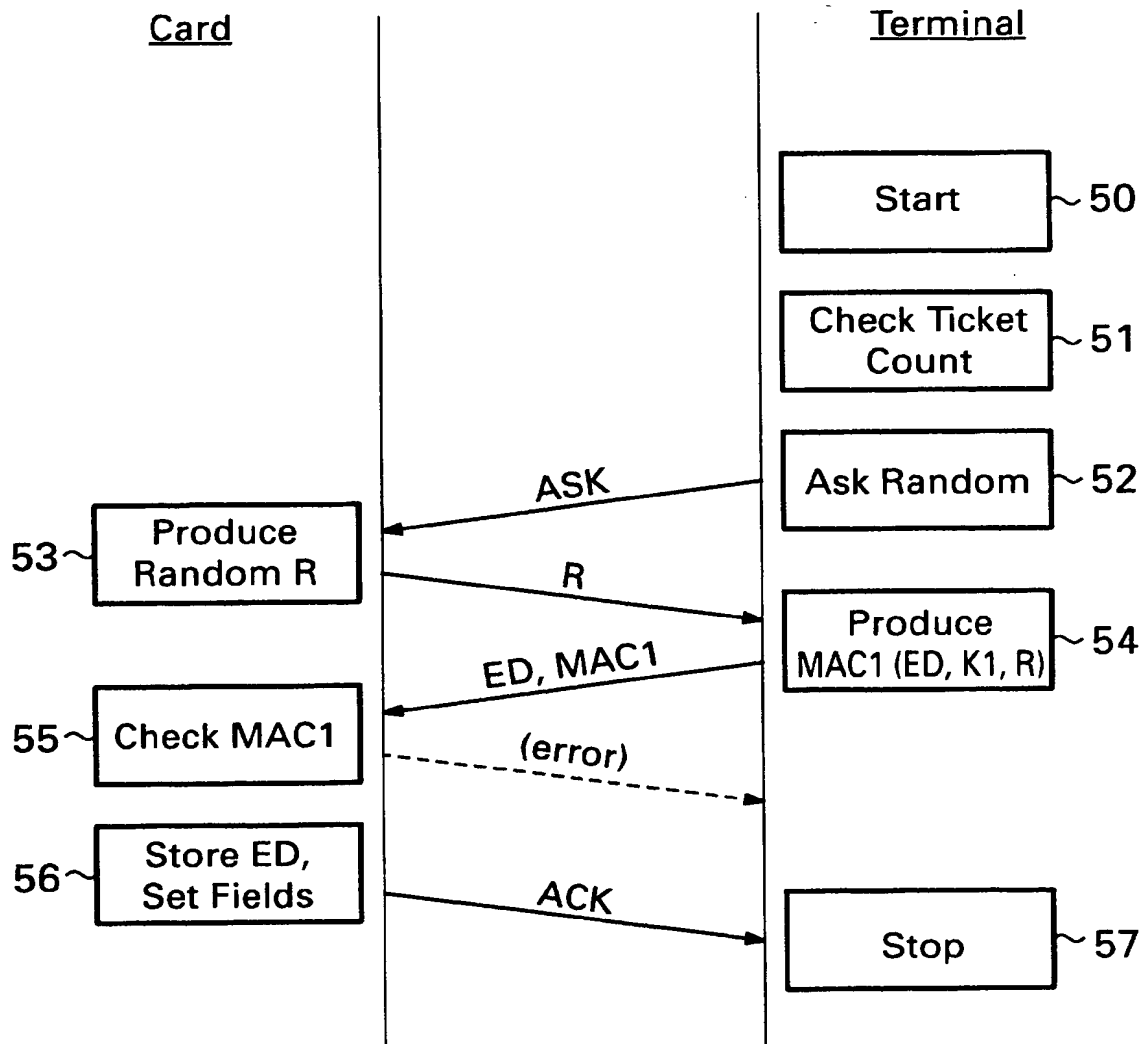 Card
Terminal
Start
50
Check Ticket
Count
51
Ask Random
52
ASK
53
Produce
Random R
R
Produce
MAC1 (ED, K1, R)
54
ED, MAC1
55
Check MAC1
(error)
56
Store ED,
Set Fields
ACK
Stop
57